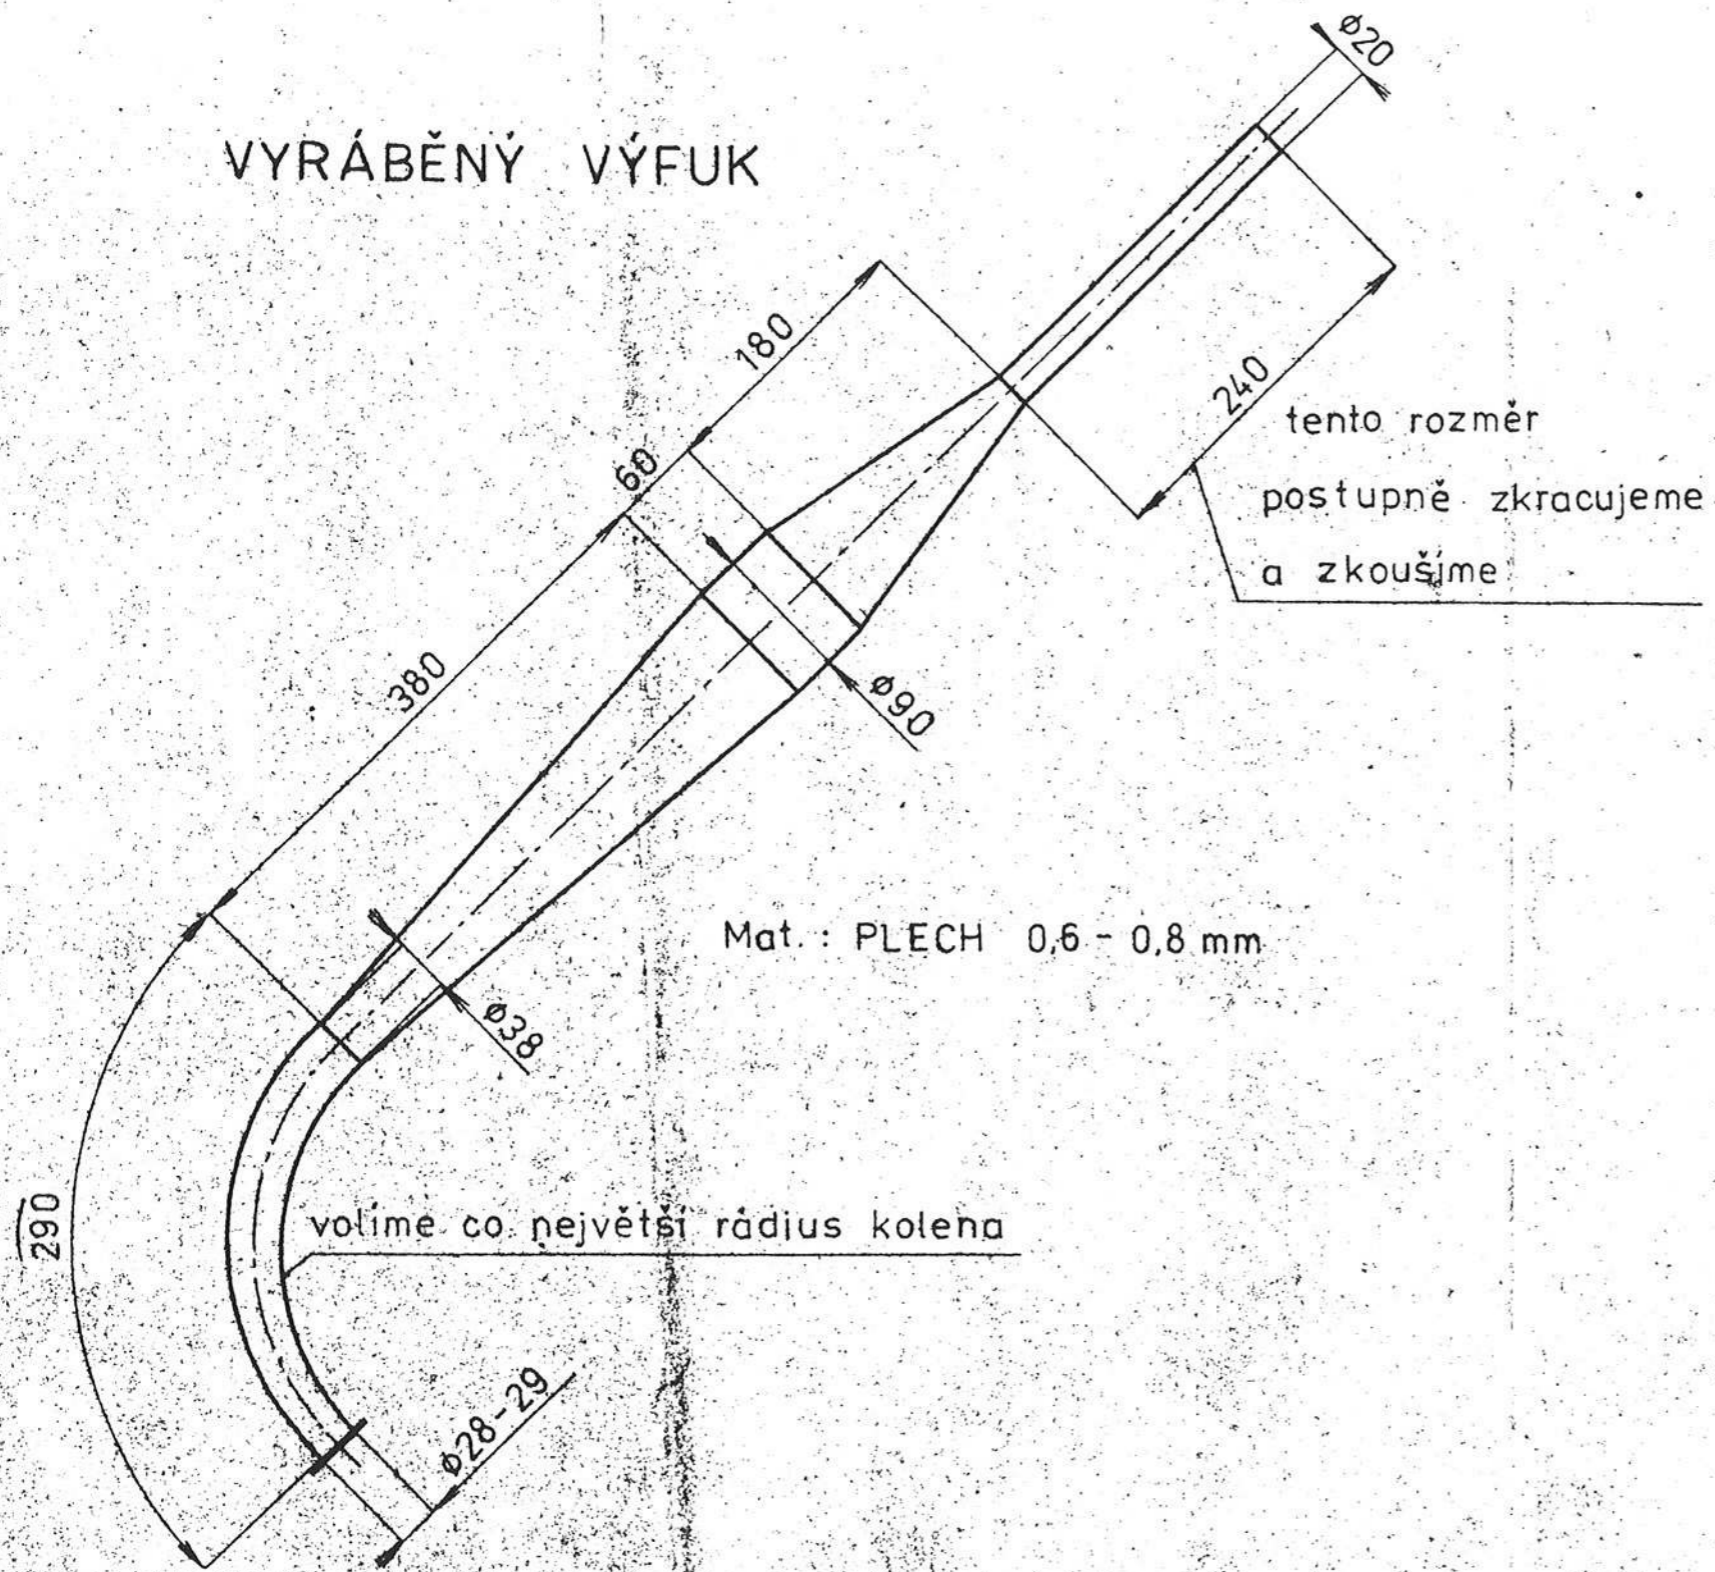 ø20
VYRÁBĚNÝ VÝFUK
180
240
tento rozměr
postupně zkracujeme
a zkoušíme
60
380
ø90
Mat.: PLECH 0,6 - 0,8 mm
ø38
290
volíme co největší rádius kolena
ø28-29